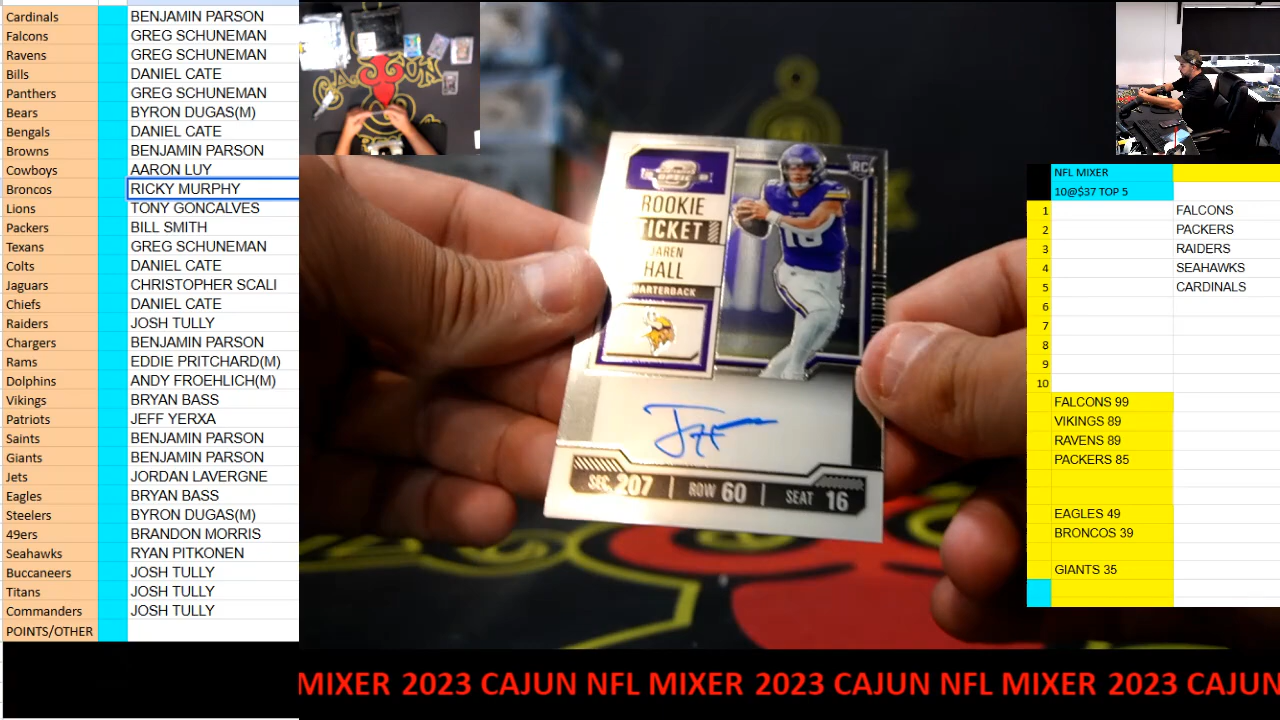 Cardinals BENJAMIN PARSON
Falcons GREG SCHUNEMAN
Ravens GREG SCHUNEMAN
Bills DANIEL CATE
Panthers GREG SCHUNEMAN
Bears BYRON DUGAS(M)
Bengals DANIEL CATE
Browns BENJAMIN PARSON
Cowboys AARON LUY
Broncos RICKY MURPHY
Lions TONY GONCALVES
Packers BILL SMITH
Texans GREG SCHUNEMAN
Colts DANIEL CATE
Jaguars CHRISTOPHER SCALI
Chiefs DANIEL CATE
Raiders JOSH TULLY
Chargers BENJAMIN PARSON
Rams EDDIE PRITCHARD(M)
Dolphins ANDY FROEHLICH(M)
Vikings BRYAN BASS
Patriots JEFF YERXA
Saints BENJAMIN PARSON
Giants BENJAMIN PARSON
Jets JORDAN LAVERGNE
Eagles BRYAN BASS
Steelers BYRON DUGAS(M)
49ers BRANDON MORRIS
Seahawks RYAN PITKONEN
Buccaneers JOSH TULLY
Titans JOSH TULLY
Commanders JOSH TULLY
POINTS/OTHER
RC
ROOKIE
TICKET
JAREN
HALL
QUARTERBACK
18
SEC 207 | ROW 60 | SEAT 16
NFL MIXER
10@$37 TOP 5
1 FALCONS
2 PACKERS
3 RAIDERS
4 SEAHAWKS
5 CARDINALS
6
7
8
9
10
FALCONS 99
VIKINGS 89
RAVENS 89
PACKERS 85
EAGLES 49
BRONCOS 39
GIANTS 35
MIXER 2023 CAJUN NFL MIXER 2023 CAJUN NFL MIXER 2023 CAJUN